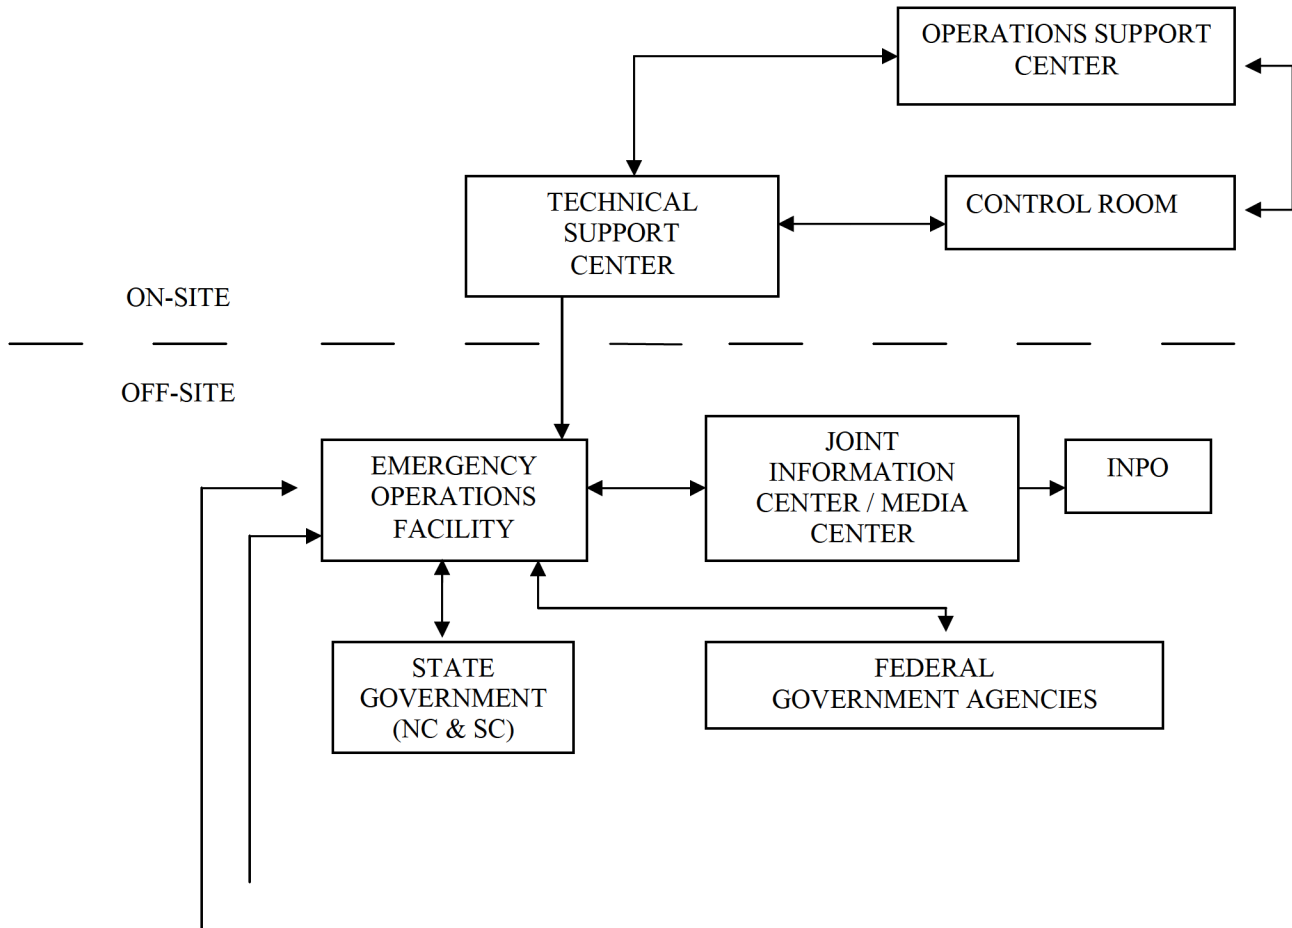 OPERATIONS SUPPORT
CENTER
TECHNICAL
SUPPORT
CENTER
CONTROL ROOM
ON-SITE
OFF-SITE
EMERGENCY
OPERATIONS
FACILITY
JOINT
INFORMATION
CENTER / MEDIA
CENTER
INPO
STATE
GOVERNMENT
(NC & SC)
FEDERAL
GOVERNMENT AGENCIES